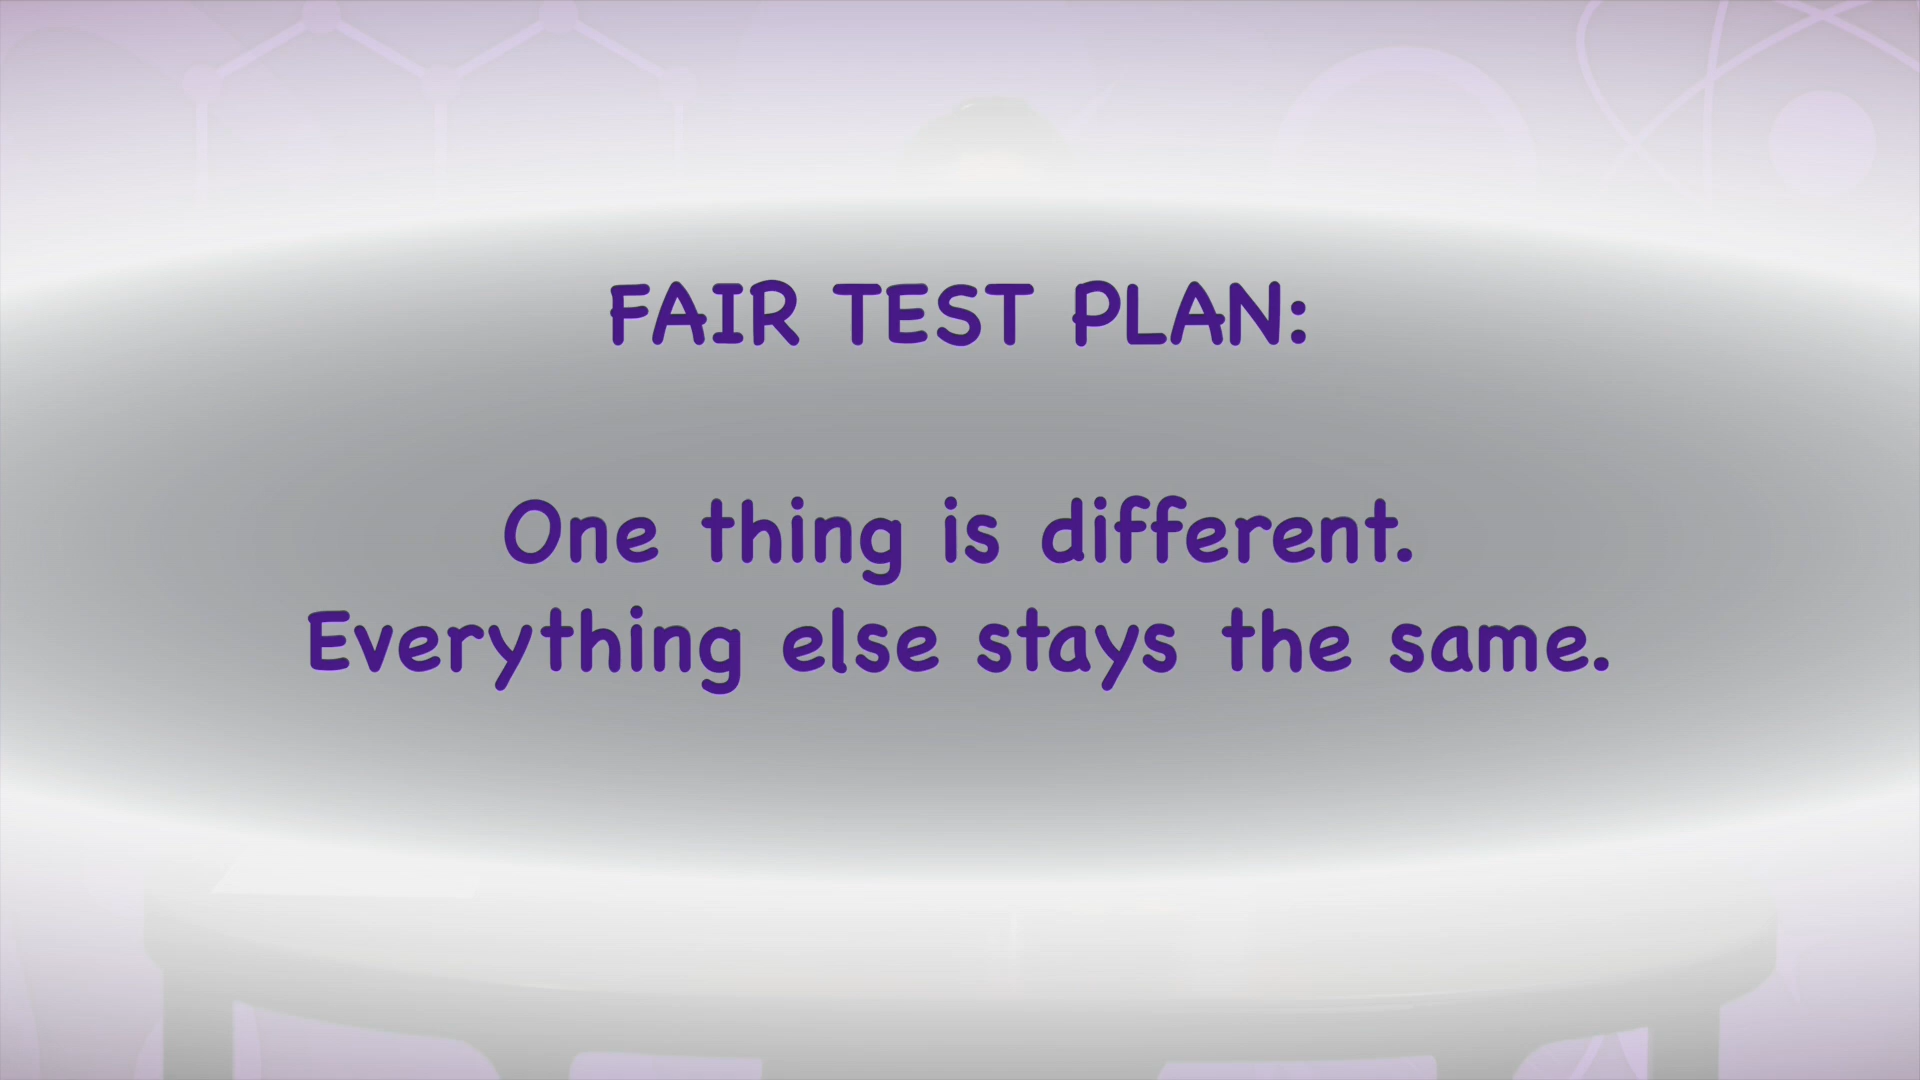 FAIR TEST PLAN:
One thing is different.
Everything else stays the same.